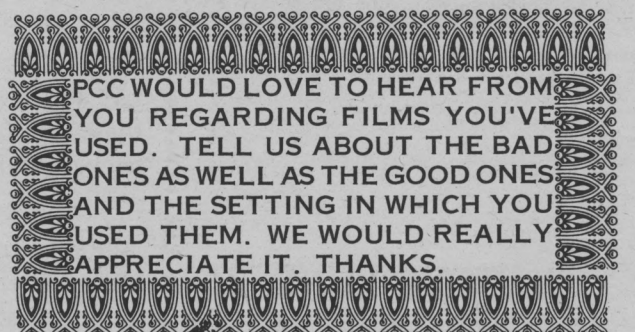 PCC WOULD LOVE TO HEAR FROM
YOU REGARDING FILMS YOU'VE
USED. TELL US ABOUT THE BAD
ONES AS WELL AS THE GOOD ONES
AND THE SETTING IN WHICH YOU
USED THEM. WE WOULD REALLY
APPRECIATE IT. THANKS.